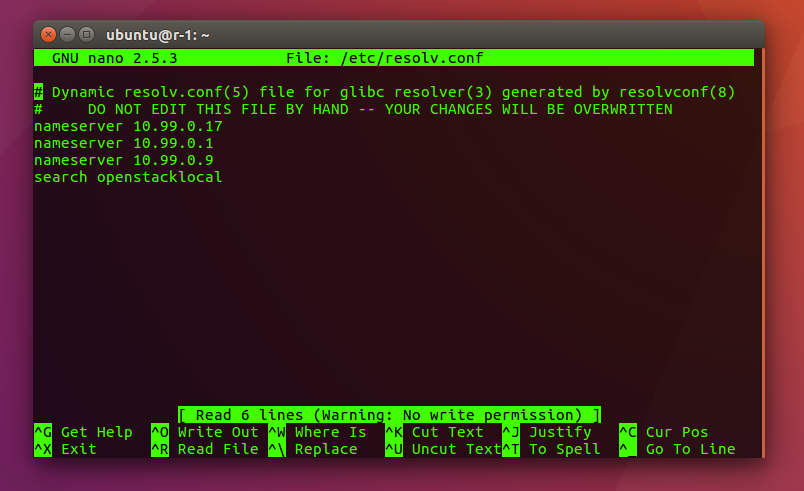 ubuntu@r-1: ~
GNU nano 2.5.3 File: /etc/resolv.conf
# Dynamic resolv.conf(5) file for glibc resolver(3) generated by resolvconf(8)
# DO NOT EDIT THIS FILE BY HAND -- YOUR CHANGES WILL BE OVERWRITTEN
nameserver 10.99.0.17
nameserver 10.99.0.1
nameserver 10.99.0.9
search openstacklocal
[ Read 6 lines (Warning: No write permission) ]
^G Get Help ^O Write Out ^W Where Is ^K Cut Text ^J Justify ^C Cur Pos
^X Exit ^R Read File ^\ Replace ^U Uncut Text ^T To Spell ^_ Go To Line